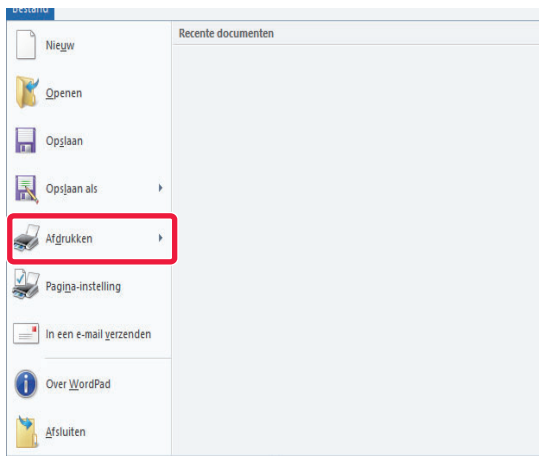 Bestand
Recente documenten
Nieuw
Openen
Opslaan
Opslaan als
Afdrukken
Pagina-instelling
In een e-mail verzenden
Over WordPad
Afsluiten